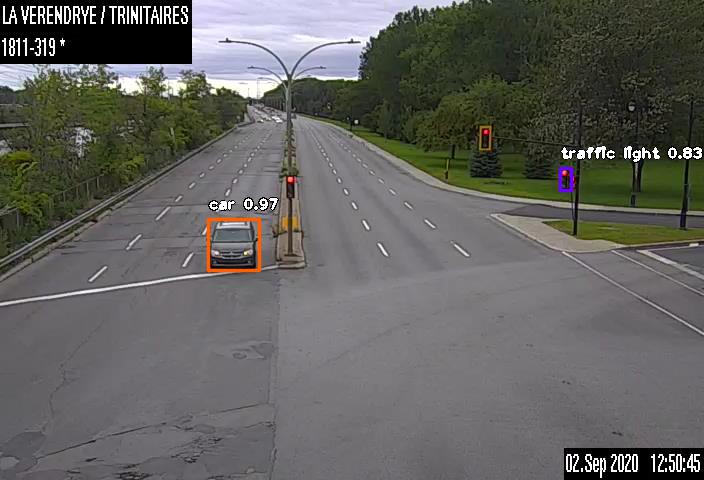 LA VERENDRYE / TRINITAIRES
1811-319 *
traffic light 0.83
car 0.97
02.Sep 2020 12:50:45